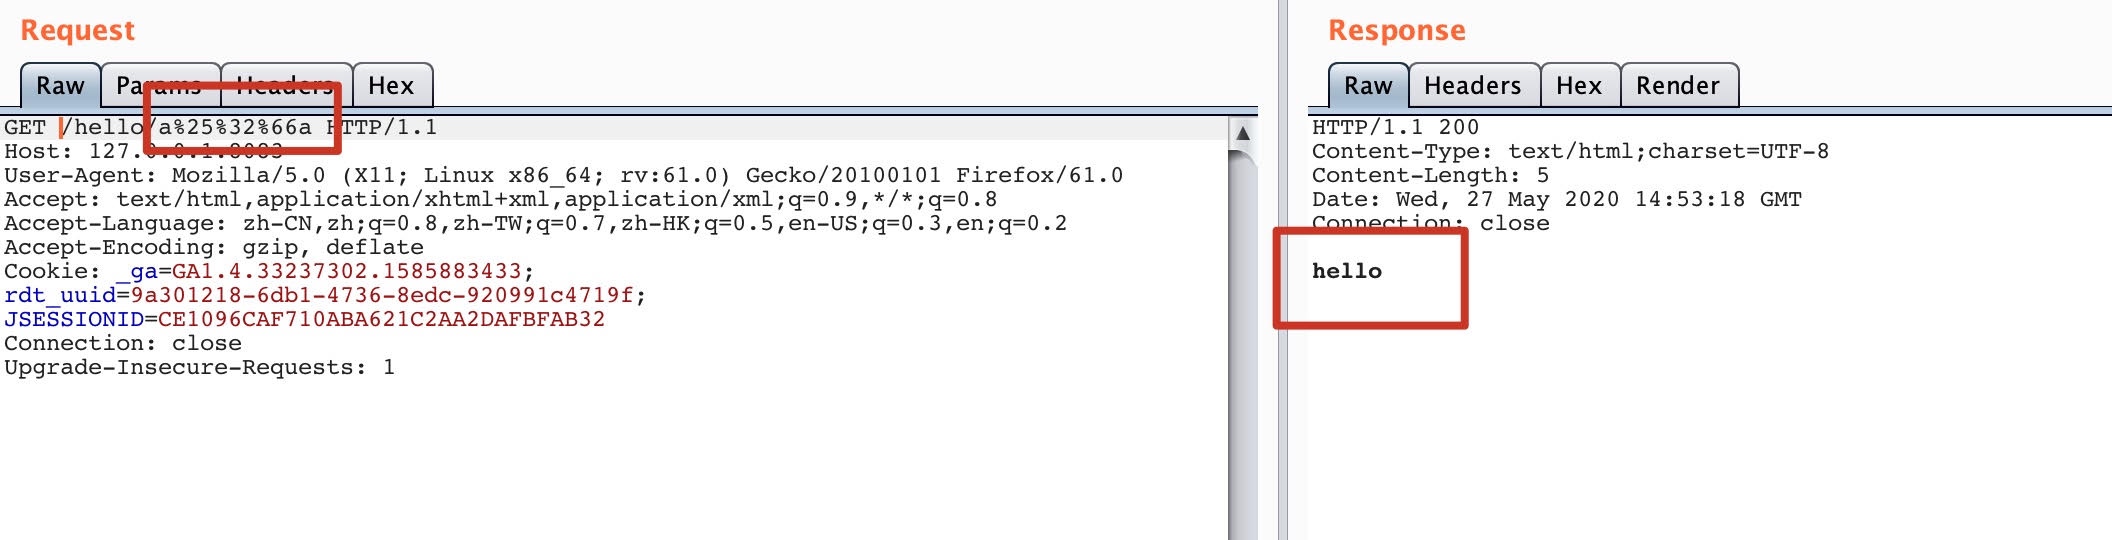 Request
Raw Params Headers Hex
GET /hello/a%25%32%66a HTTP/1.1
Host: 127.0.0.1:8083
User-Agent: Mozilla/5.0 (X11; Linux x86_64; rv:61.0) Gecko/20100101 Firefox/61.0
Accept: text/html,application/xhtml+xml,application/xml;q=0.9,*/*;q=0.8
Accept-Language: zh-CN,zh;q=0.8,zh-TW;q=0.7,zh-HK;q=0.5,en-US;q=0.3,en;q=0.2
Accept-Encoding: gzip, deflate
Cookie: _ga=GA1.4.33237302.1585883433;
rdt_uuid=9a301218-6db1-4736-8edc-920991c4719f;
JSESSIONID=CE1096CAF710ABA621C2AA2DAFBFAB32
Connection: close
Upgrade-Insecure-Requests: 1
Response
Raw Headers Hex Render
HTTP/1.1 200
Content-Type: text/html;charset=UTF-8
Content-Length: 5
Date: Wed, 27 May 2020 14:53:18 GMT
Connection: close
hello